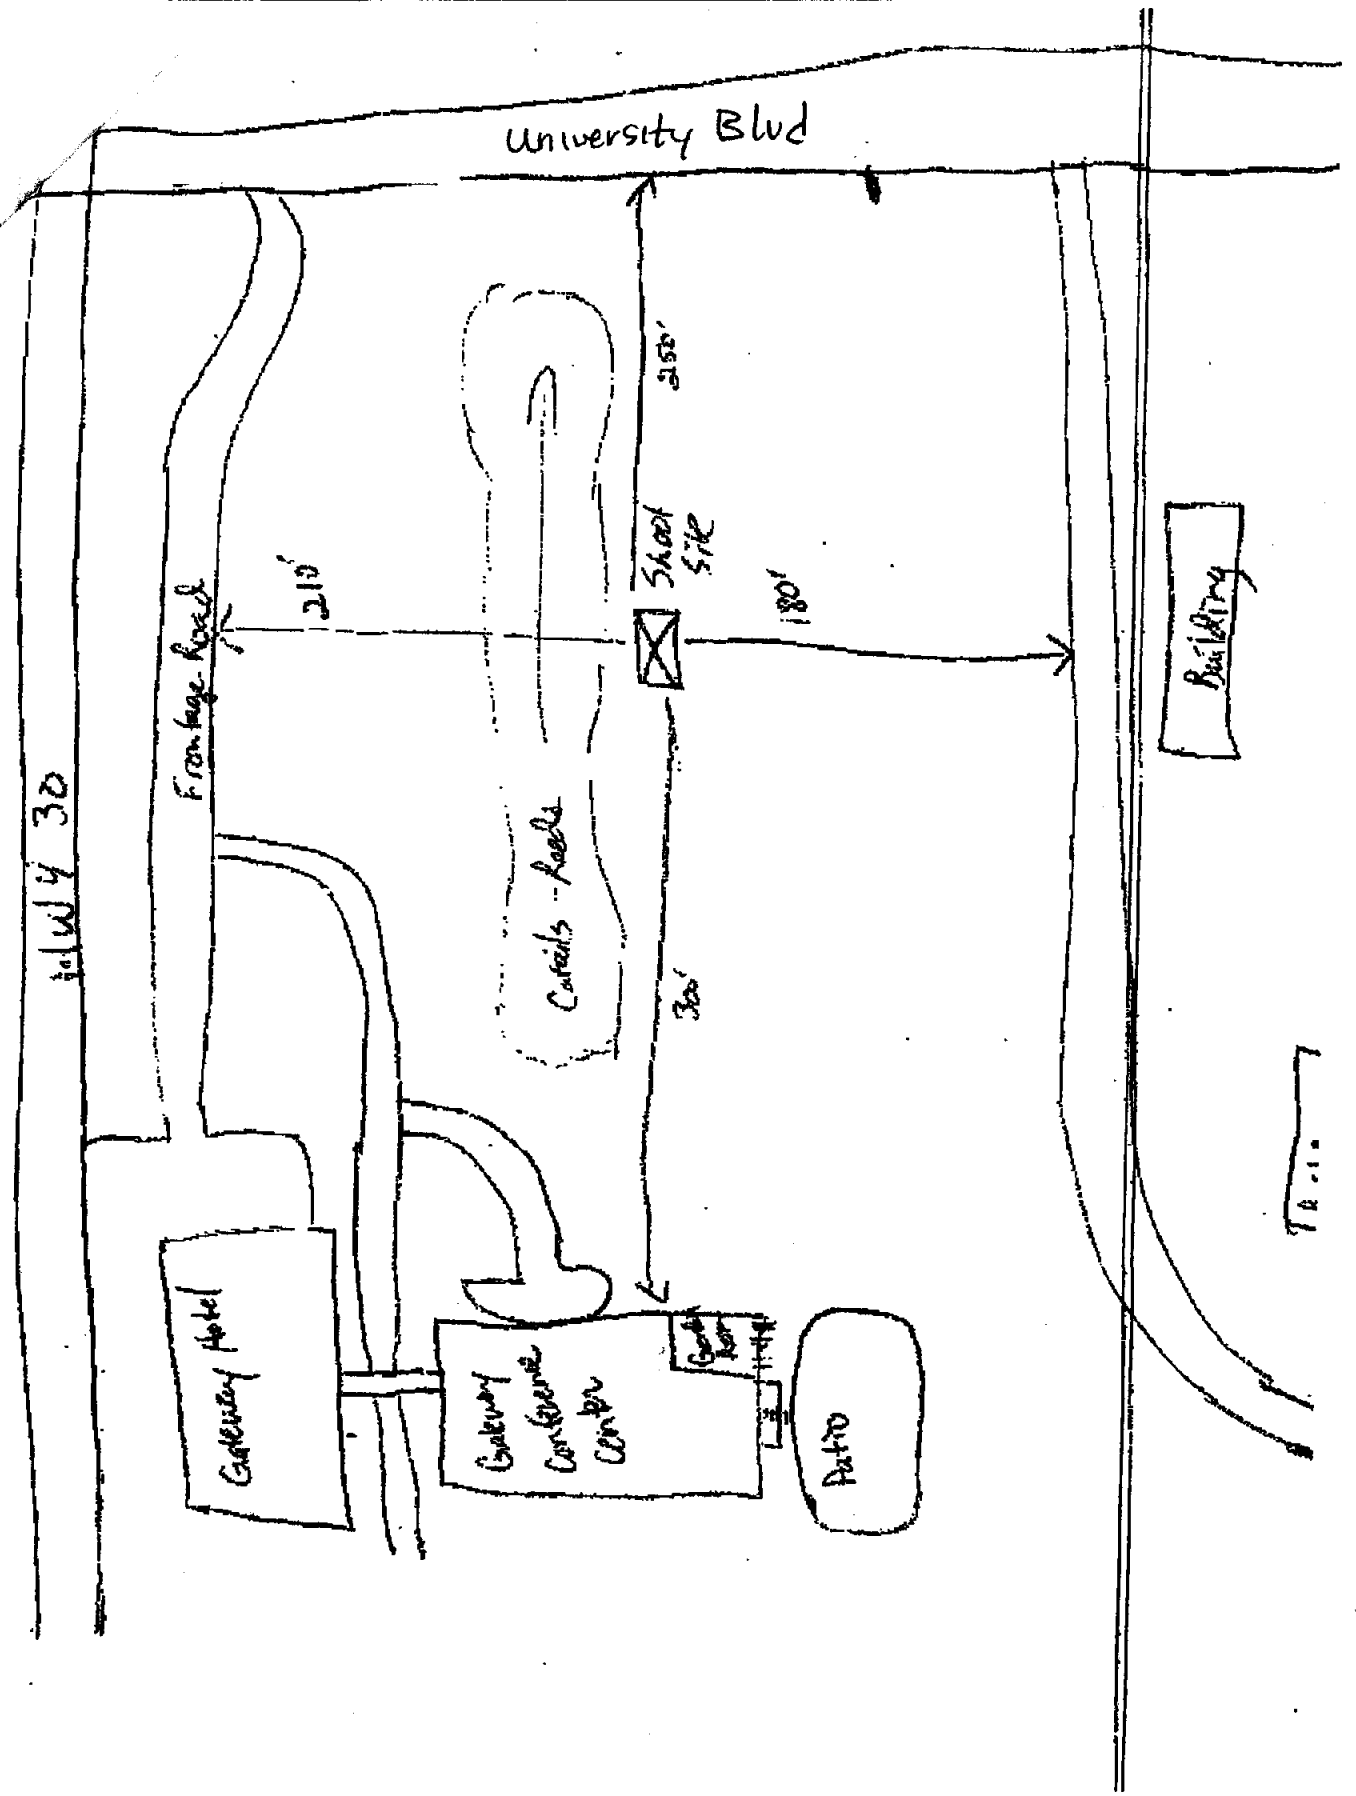 University Blvd
250'
Shoot
Site
210'
180'
Frontage Road
HWY 30
Building
Cattails - Reeds
300'
Gateway Hotel
Gateway
Conference
Center
Garden
Patio